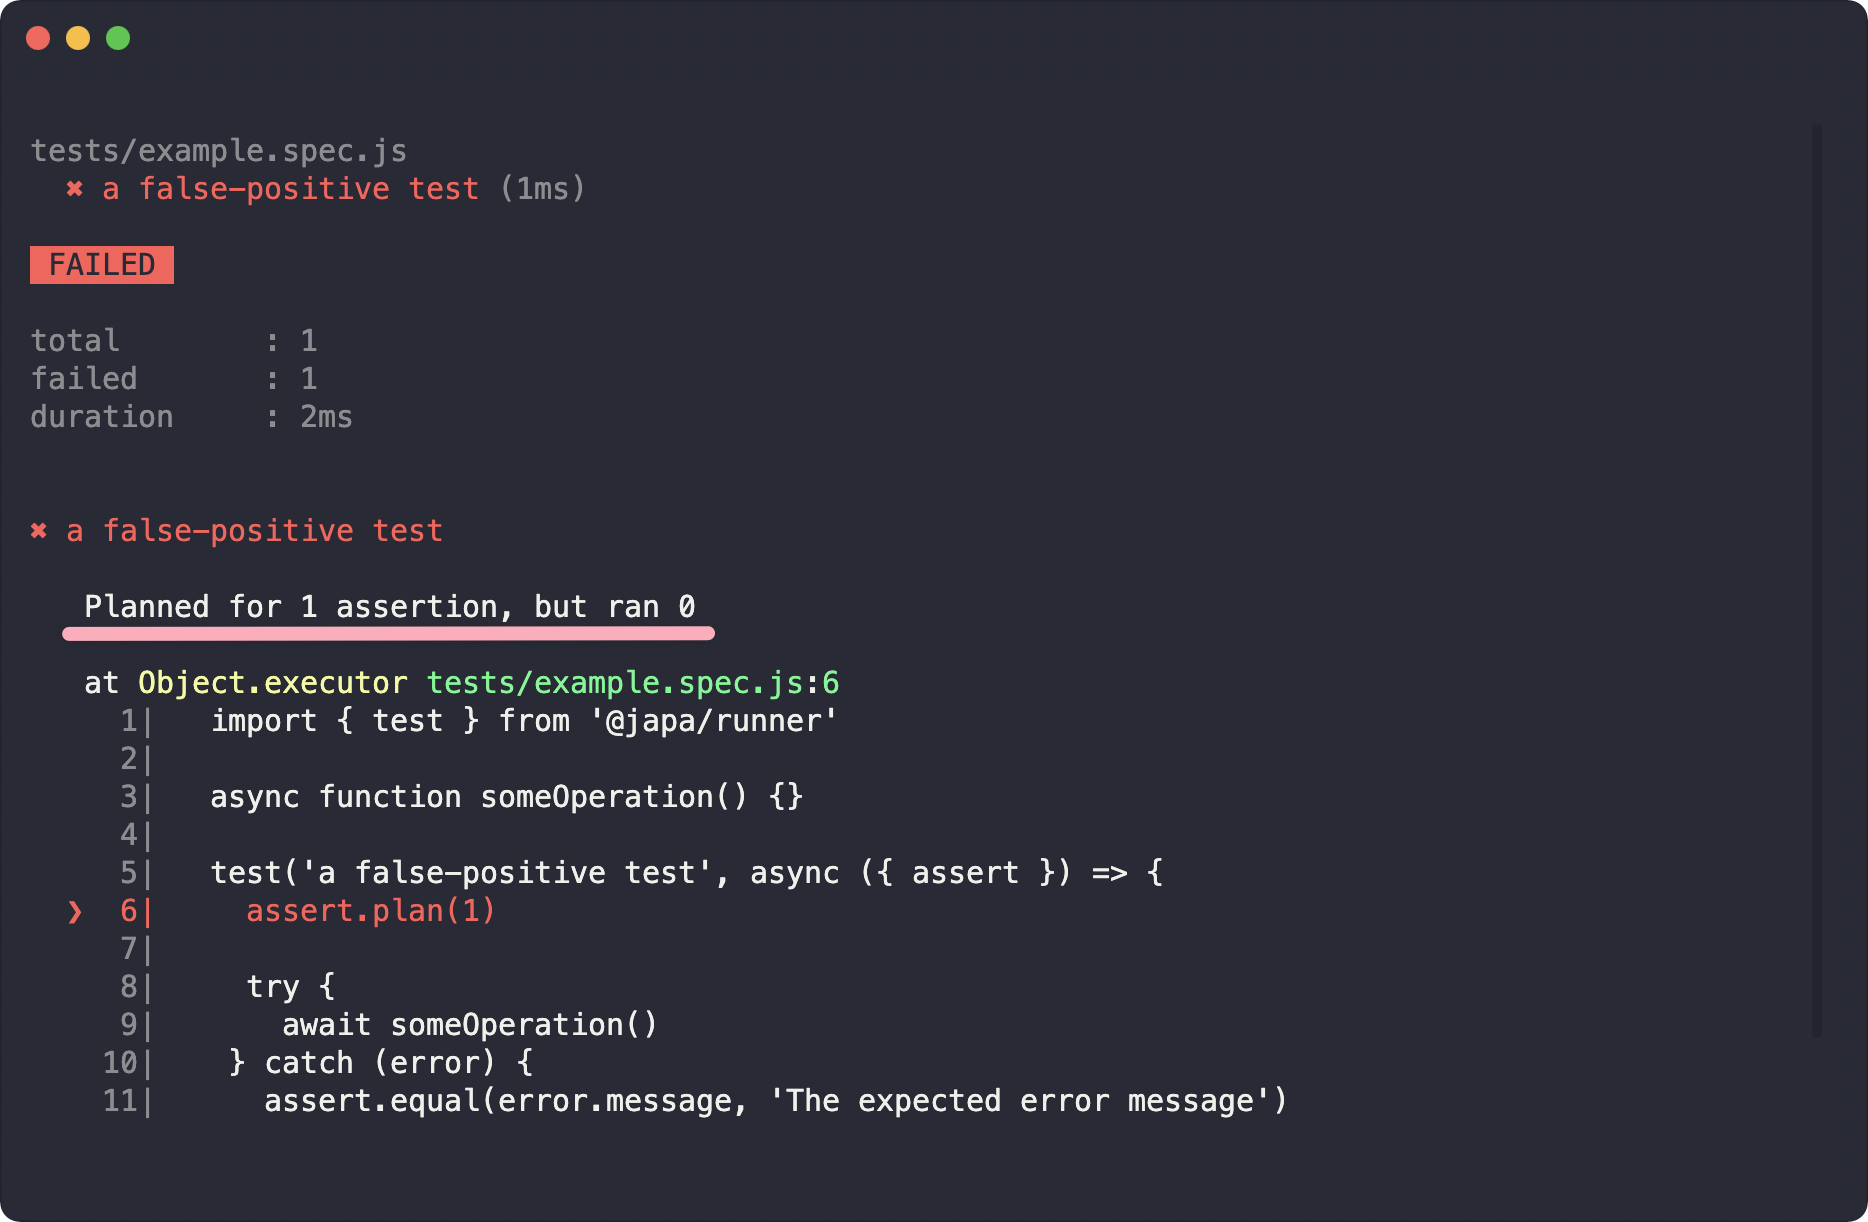 tests/example.spec.js
✖ a false-positive test (1ms)
FAILED
total : 1
failed : 1
duration : 2ms
✖ a false-positive test
Planned for 1 assertion, but ran 0
at Object.executor tests/example.spec.js:6
1|   import { test } from '@japa/runner'
2|
3|   async function someOperation() {}
4|
5|   test('a false-positive test', async ({ assert }) => {
❯ 6|     assert.plan(1)
7|
8|     try {
9|       await someOperation()
10|    } catch (error) {
11|      assert.equal(error.message, 'The expected error message')